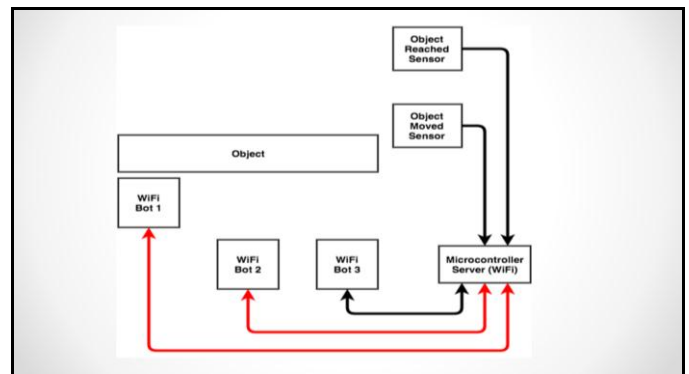 Object
Reached
Sensor
Object
Moved
Sensor
Object
WiFi
Bot 1
WiFi
Bot 2
WiFi
Bot 3
Microcontroller
Server (WiFi)